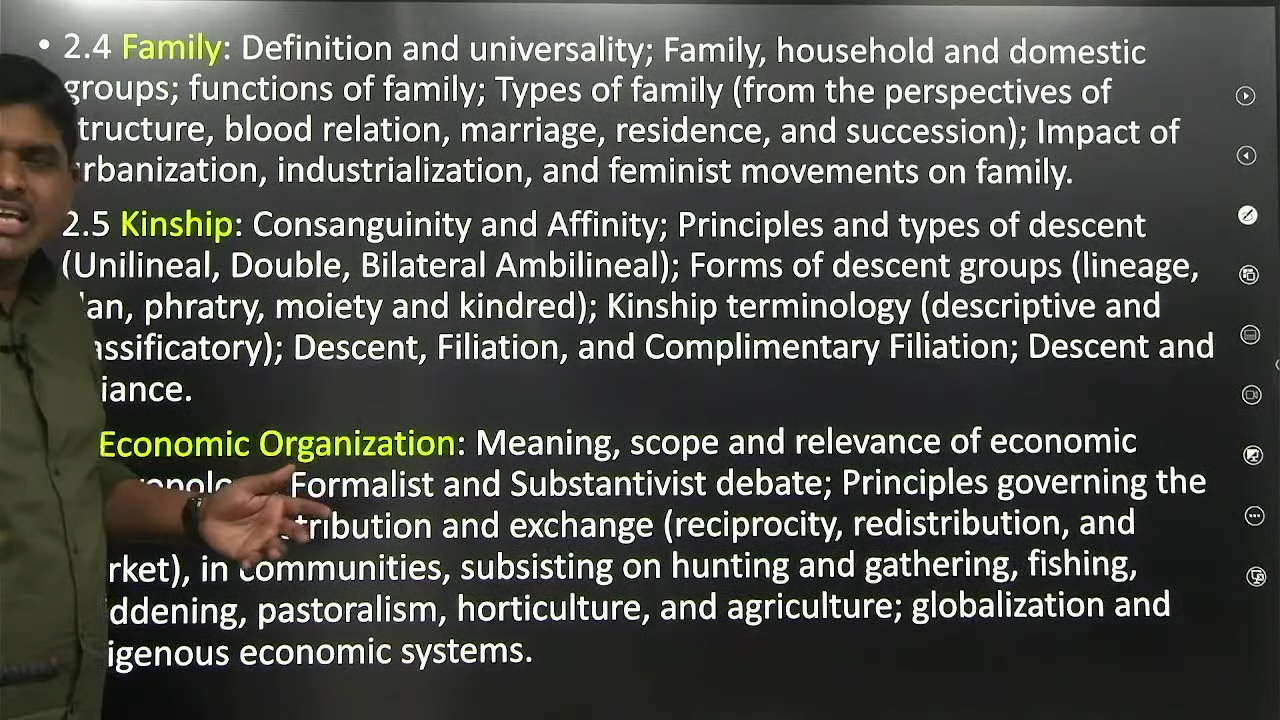 • 2.4 Family: Definition and universality; Family, household and domestic
groups; functions of family; Types of family (from the perspectives of
tructure, blood relation, marriage, residence, and succession); Impact of
rbanization, industrialization, and feminist movements on family.
2.5 Kinship: Consanguinity and Affinity; Principles and types of descent
(Unilineal, Double, Bilateral Ambilineal); Forms of descent groups (lineage,
lan, phratry, moiety and kindred); Kinship terminology (descriptive and
assificatory); Descent, Filiation, and Complimentary Filiation; Descent and
iance.
Economic Organization: Meaning, scope and relevance of economic
Formalist and Substantivist debate; Principles governing the
tribution and exchange (reciprocity, redistribution, and
rket), in communities, subsisting on hunting and gathering, fishing,
ddening, pastoralism, horticulture, and agriculture; globalization and
igenous economic systems.